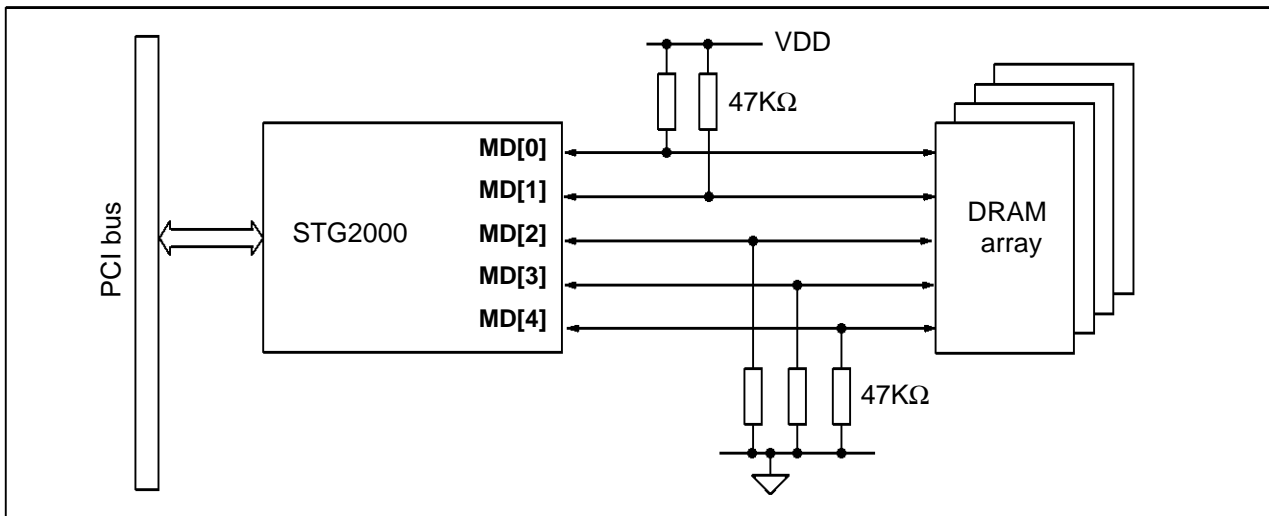 VDD
47KΩ
MD[0]
MD[1]
MD[2]
MD[3]
MD[4]
STG2000
PCI bus
DRAM
array
47KΩ